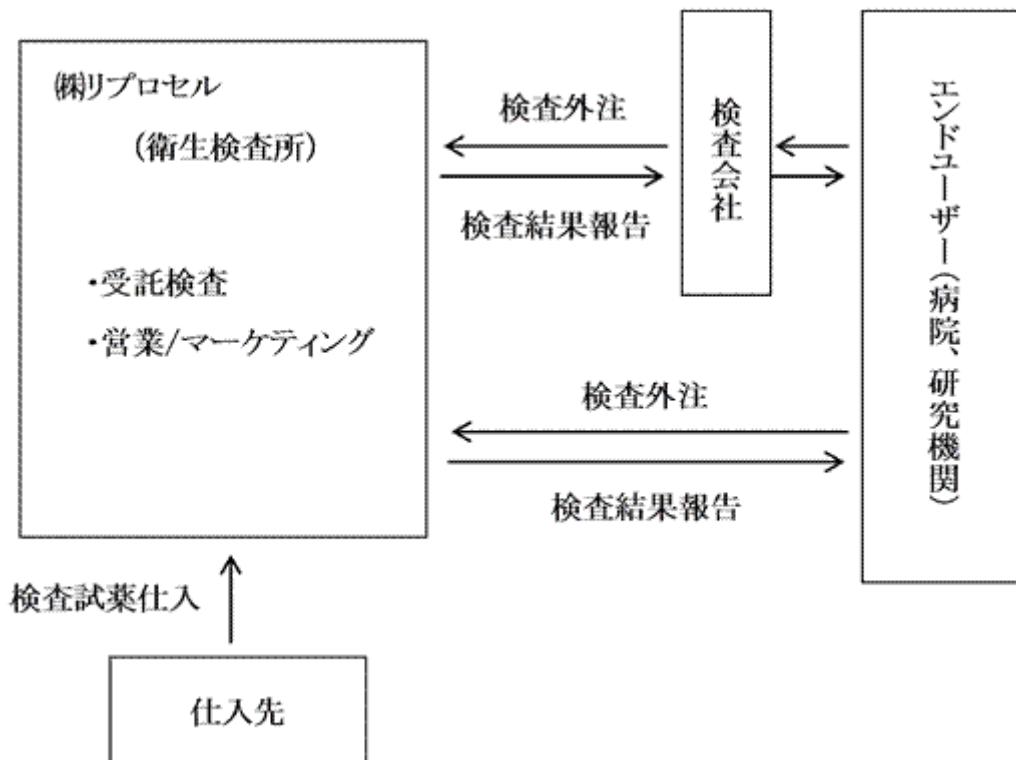 ㈱リプロセル
(衛生検査所)
・受託検査
・営業/マーケティング
検査外注
検査結果報告
検査会社
検査外注
検査結果報告
エンドユーザー(病院、研究機関)
検査試薬仕入
仕入先